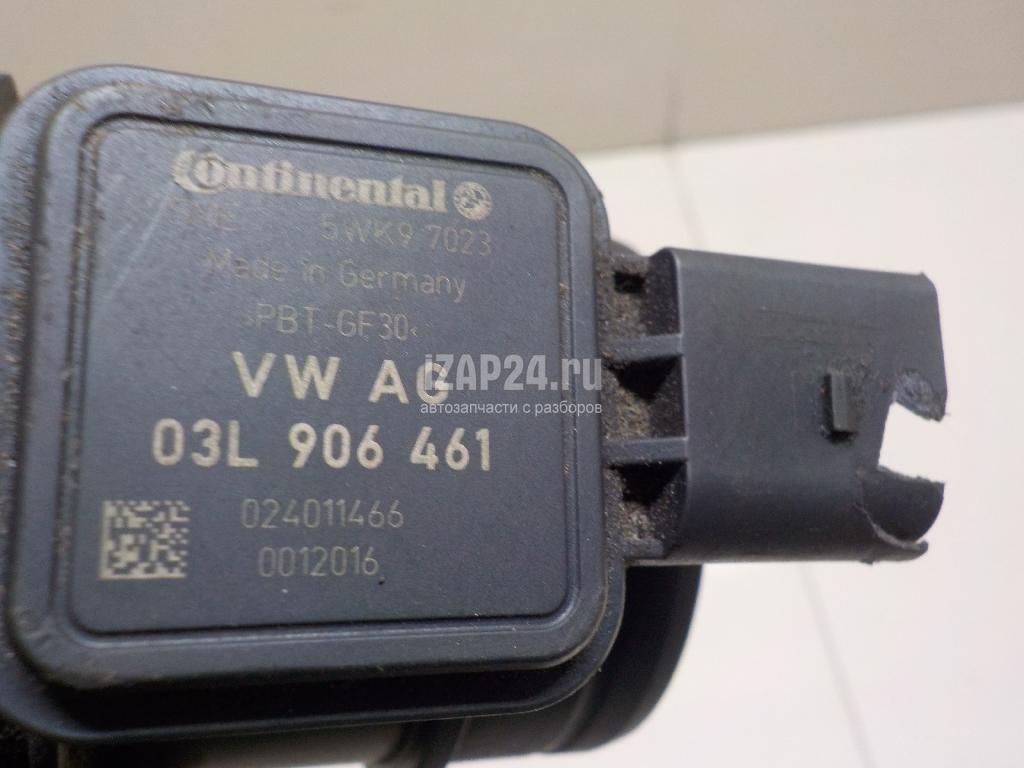 Continental
5WK9 7023
Made in Germany
>PBT-GF30<
VW AG
03L 906 461
024011466
0012016
iZAP24.ru
автозапчасти с разборов